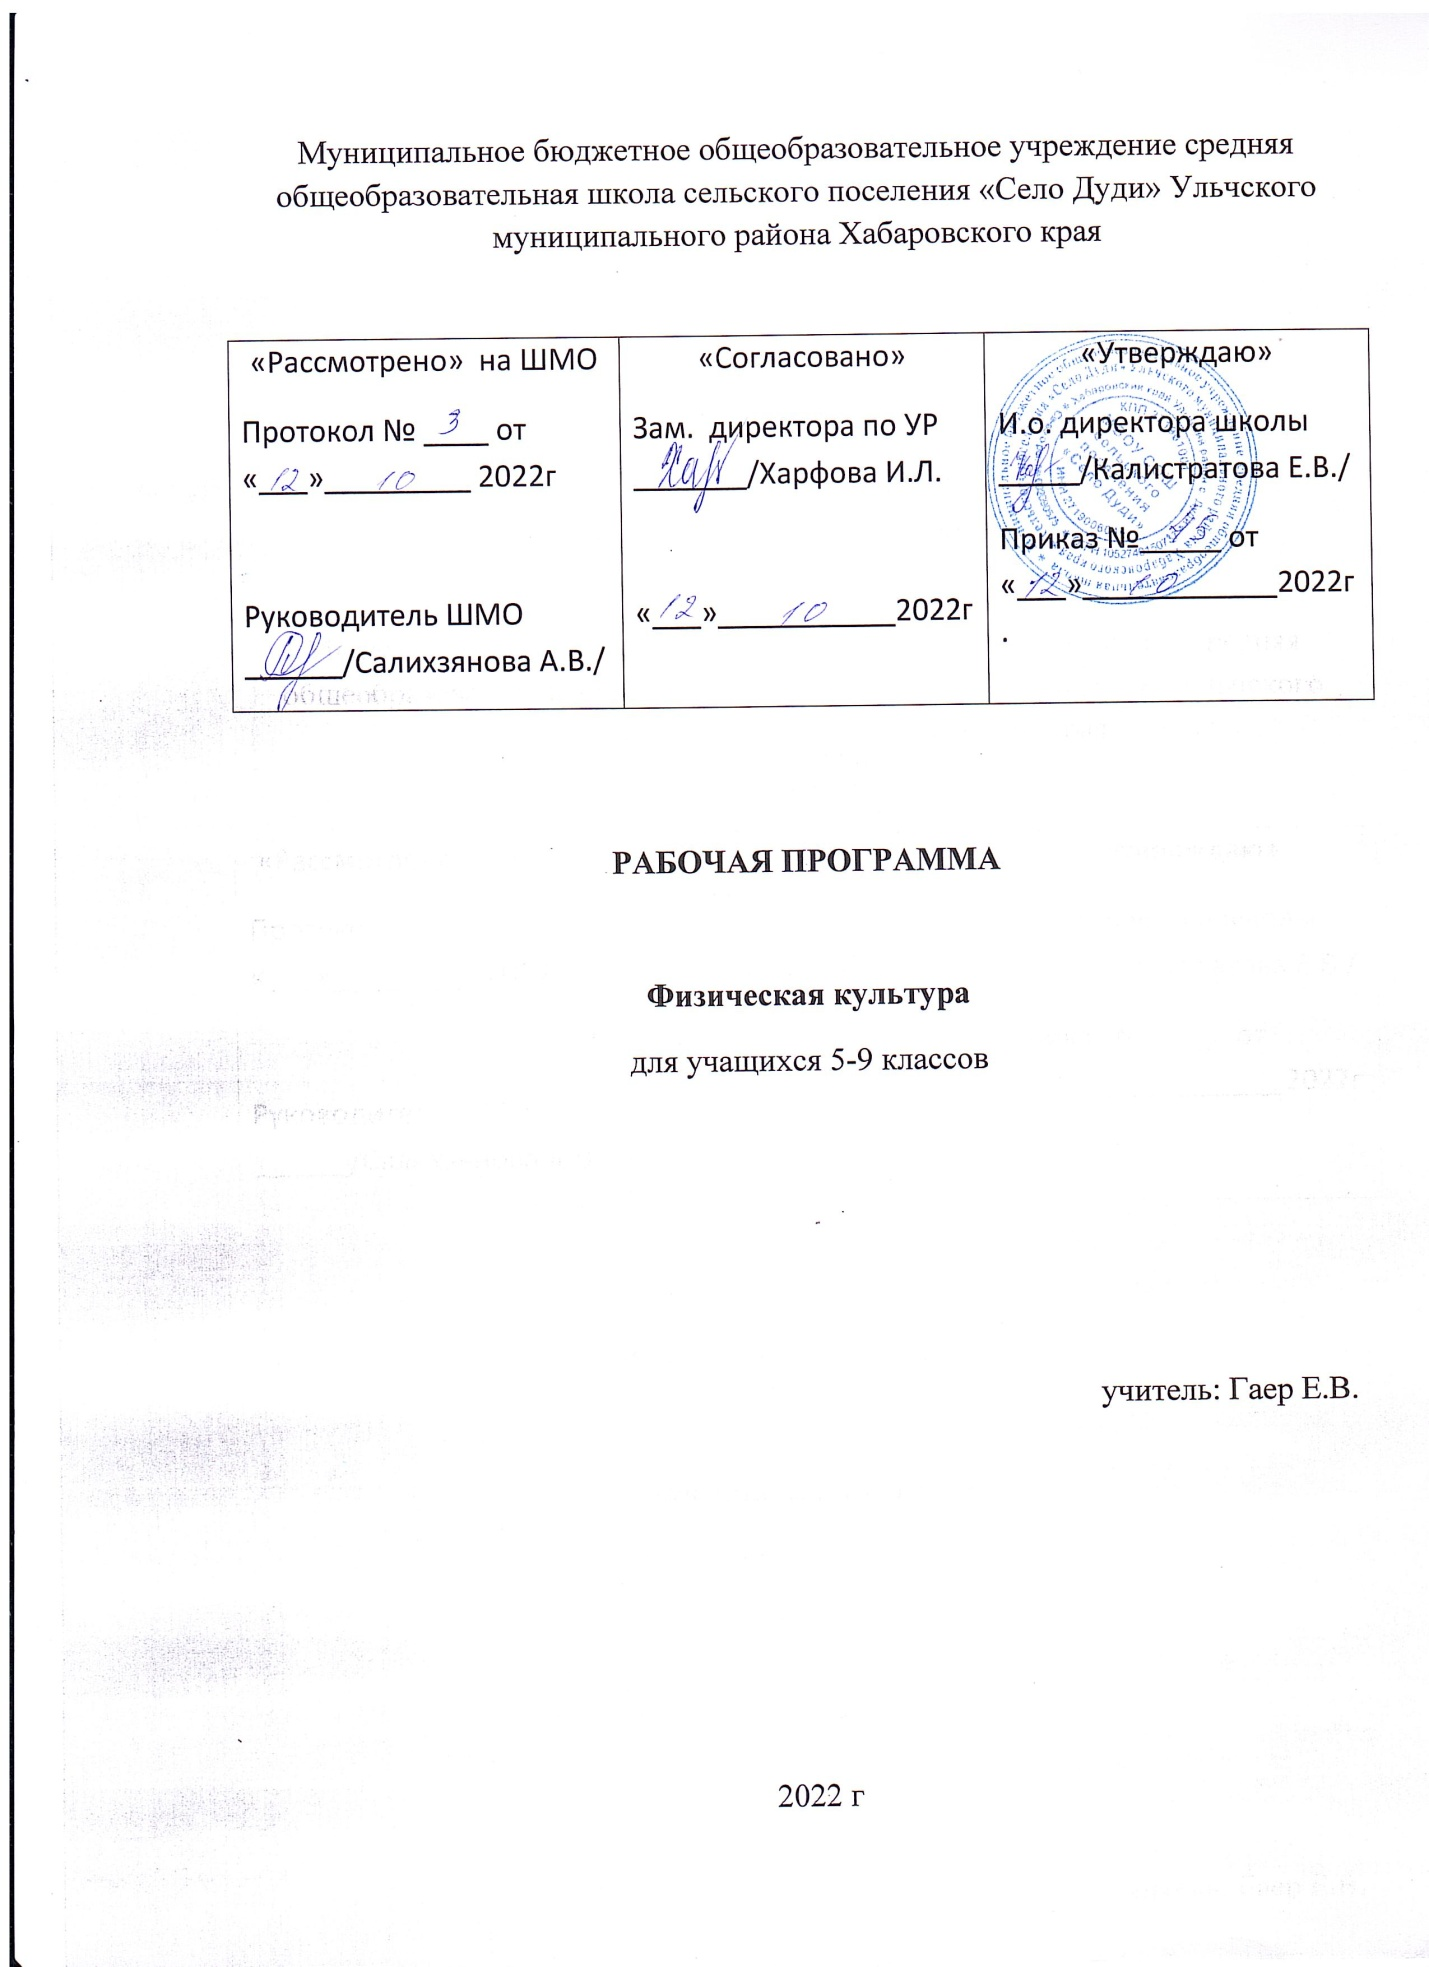 Муниципальное бюджетное общеобразовательное учреждение средняя
общеобразовательная школа сельского поселения «Село Дуди» Ульчского
муниципального района Хабаровского края
«Рассмотрено» на ШМО
Протокол № 3 от
«12» 10 2022г
Руководитель ШМО
/Салихзянова А.В./
«Согласовано»
Зам. директора по УР
/Харфова И.Л.
«12» 10 2022г
«Утверждаю»
И.о. директора школы
/Калистратова Е.В./
Приказ № от
«12» 10 2022г
.
РАБОЧАЯ ПРОГРАММА
Физическая культура
для учащихся 5-9 классов
учитель: Гаер Е.В.
2022 г